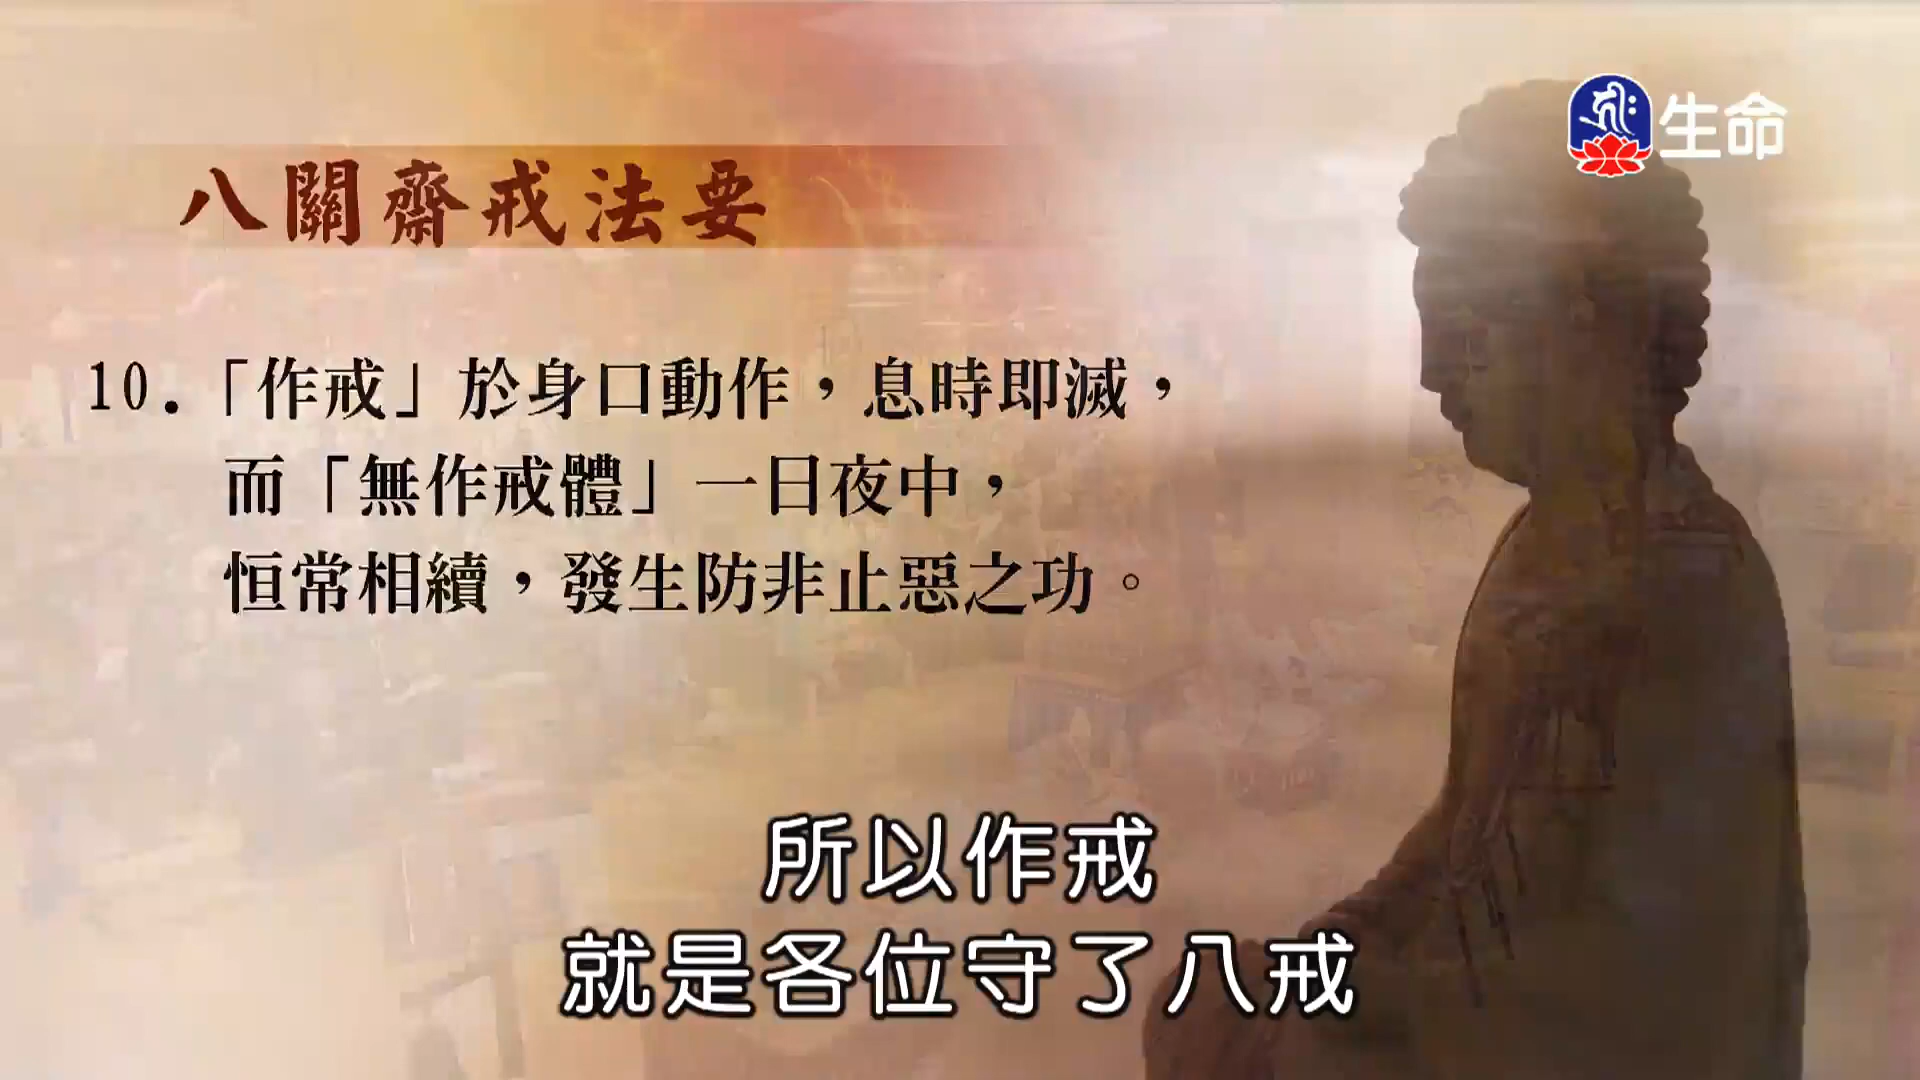 生命
八關齋戒法要
10.「作戒」於身口動作，息時即滅，
而「無作戒體」一日夜中，
恒常相續，發生防非止惡之功。
所以作戒
就是各位守了八戒